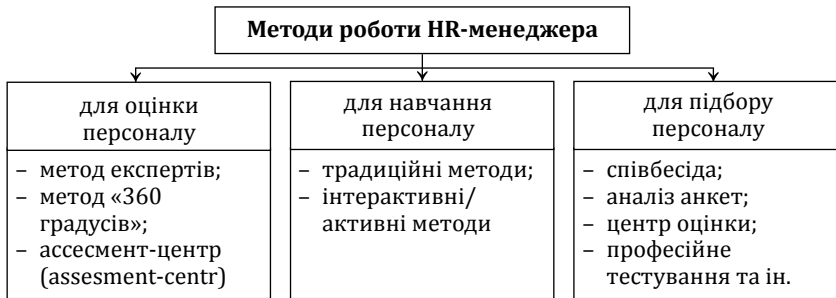 Методи роботи HR-менеджера
для оцінки
персоналу
– метод експертів;
– метод «360
градусів»;
– ассесмент-центр
(assesment-centr)
для навчання
персоналу
– традиційні методи;
– інтерактивні/
активні методи
для підбору
персоналу
– співбесіда;
– аналіз анкет;
– центр оцінки;
– професійне
тестування та ін.